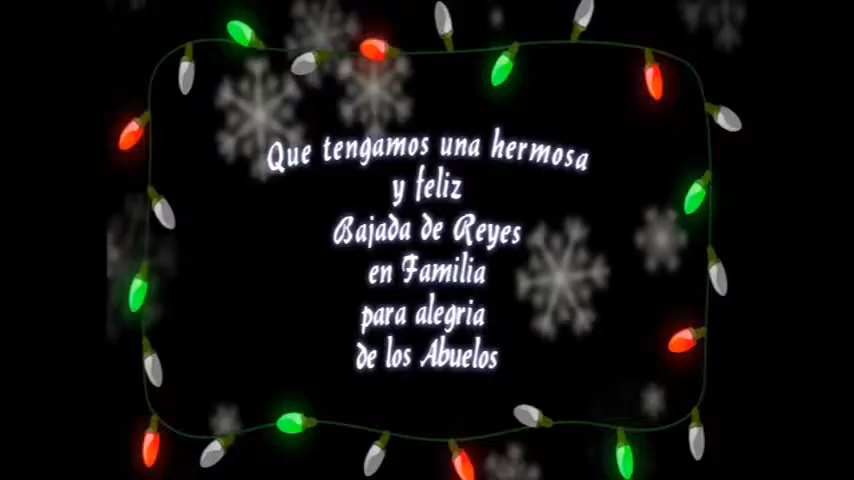 Que tengamos una hermosa
y feliz
Bajada de Reyes
en Familia
para alegria
de los Abuelos